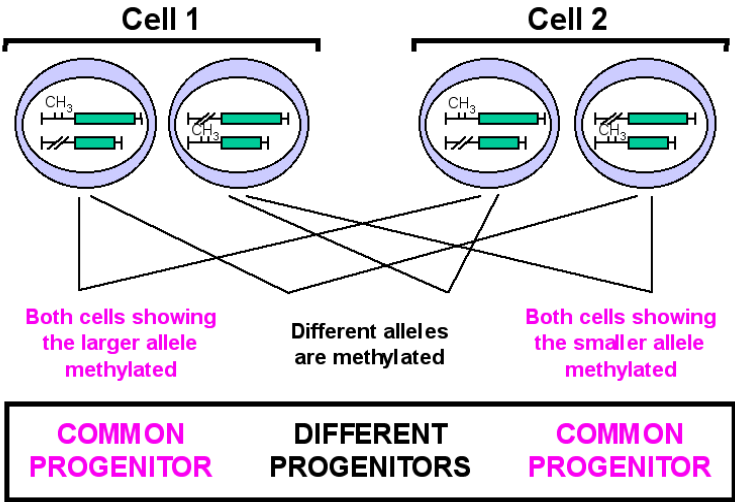 Cell 1
Cell 2
CH3
CH3
CH3
CH3
Both cells showing
the larger allele
methylated
Different alleles
are methylated
Both cells showing
the smaller allele
methylated
COMMON
PROGENITOR
DIFFERENT
PROGENITORS
COMMON
PROGENITOR